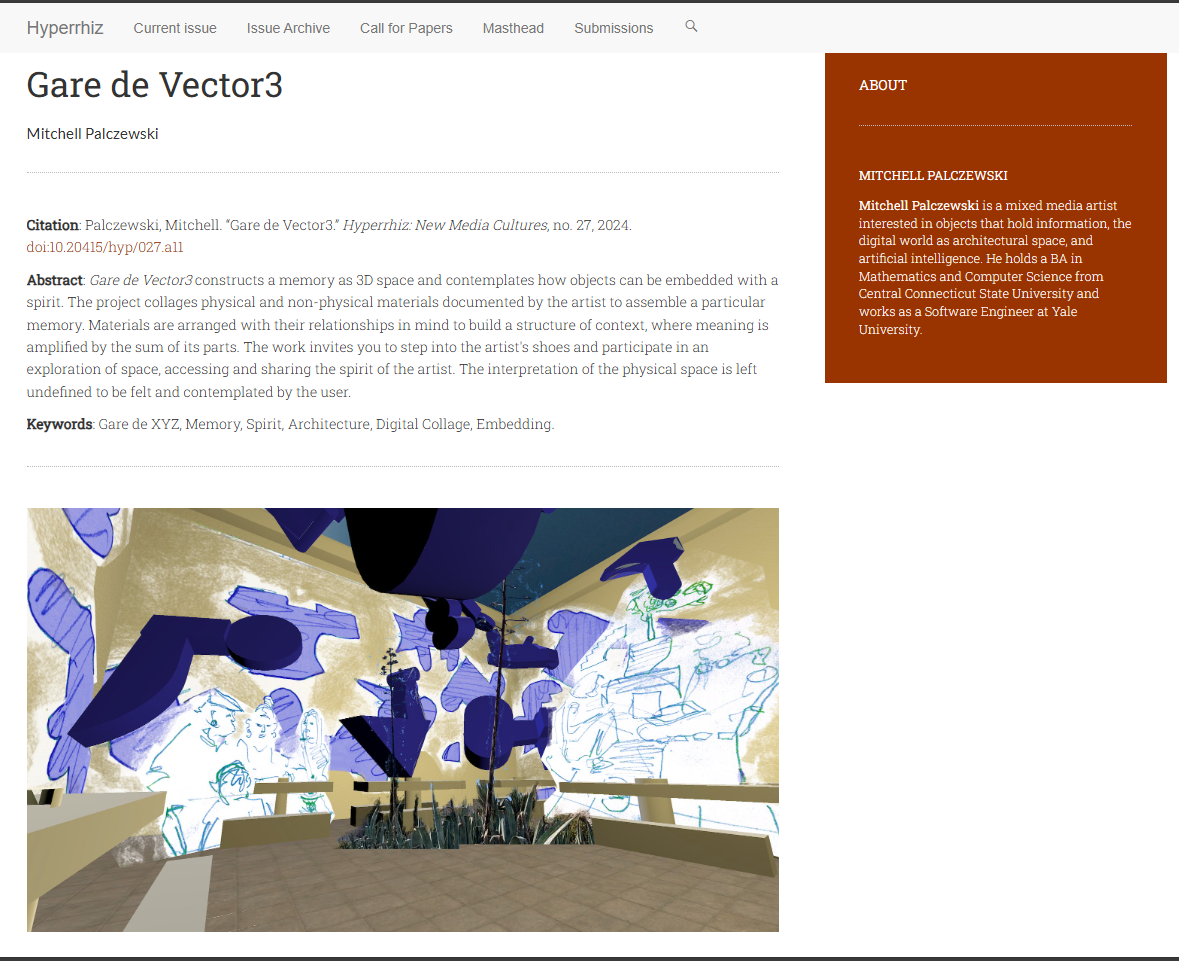 Hyperrhiz
Current issue
Issue Archive
Call for Papers
Masthead
Submissions
Gare de Vector3
Mitchell Palczewski
Citation: Palczewski, Mitchell. “Gare de Vector3.” Hyperrhiz: New Media Cultures, no. 27, 2024.
doi:10.20415/hyp/027.a11
Abstract: Gare de Vector3 constructs a memory as 3D space and contemplates how objects can be embedded with a
spirit. The project collages physical and non-physical materials documented by the artist to assemble a particular
memory. Materials are arranged with their relationships in mind to build a structure of context, where meaning is
amplified by the sum of its parts. The work invites you to step into the artist's shoes and participate in an
exploration of space, accessing and sharing the spirit of the artist. The interpretation of the physical space is left
undefined to be felt and contemplated by the user.
Keywords: Gare de XYZ, Memory, Spirit, Architecture, Digital Collage, Embedding.
ABOUT
MITCHELL PALCZEWSKI
Mitchell Palczewski is a mixed media artist
interested in objects that hold information, the
digital world as architectural space, and
artificial intelligence. He holds a BA in
Mathematics and Computer Science from
Central Connecticut State University and
works as a Software Engineer at Yale
University.